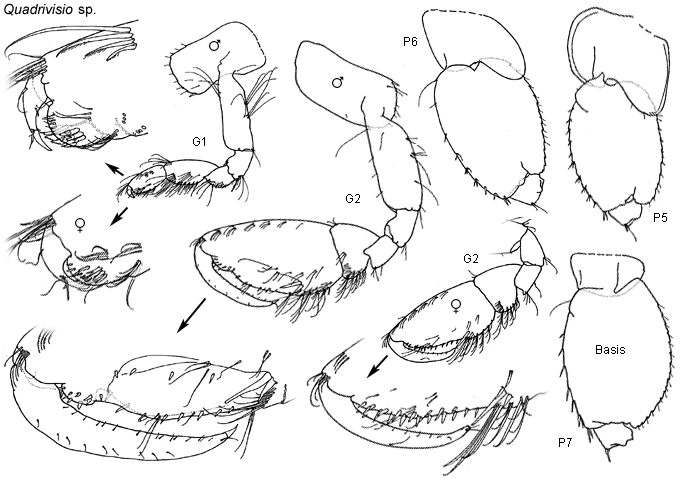 Quadrivisio sp.
♂
♂
P6
G1
G2
P5
♀
G2
♀
Basis
P7